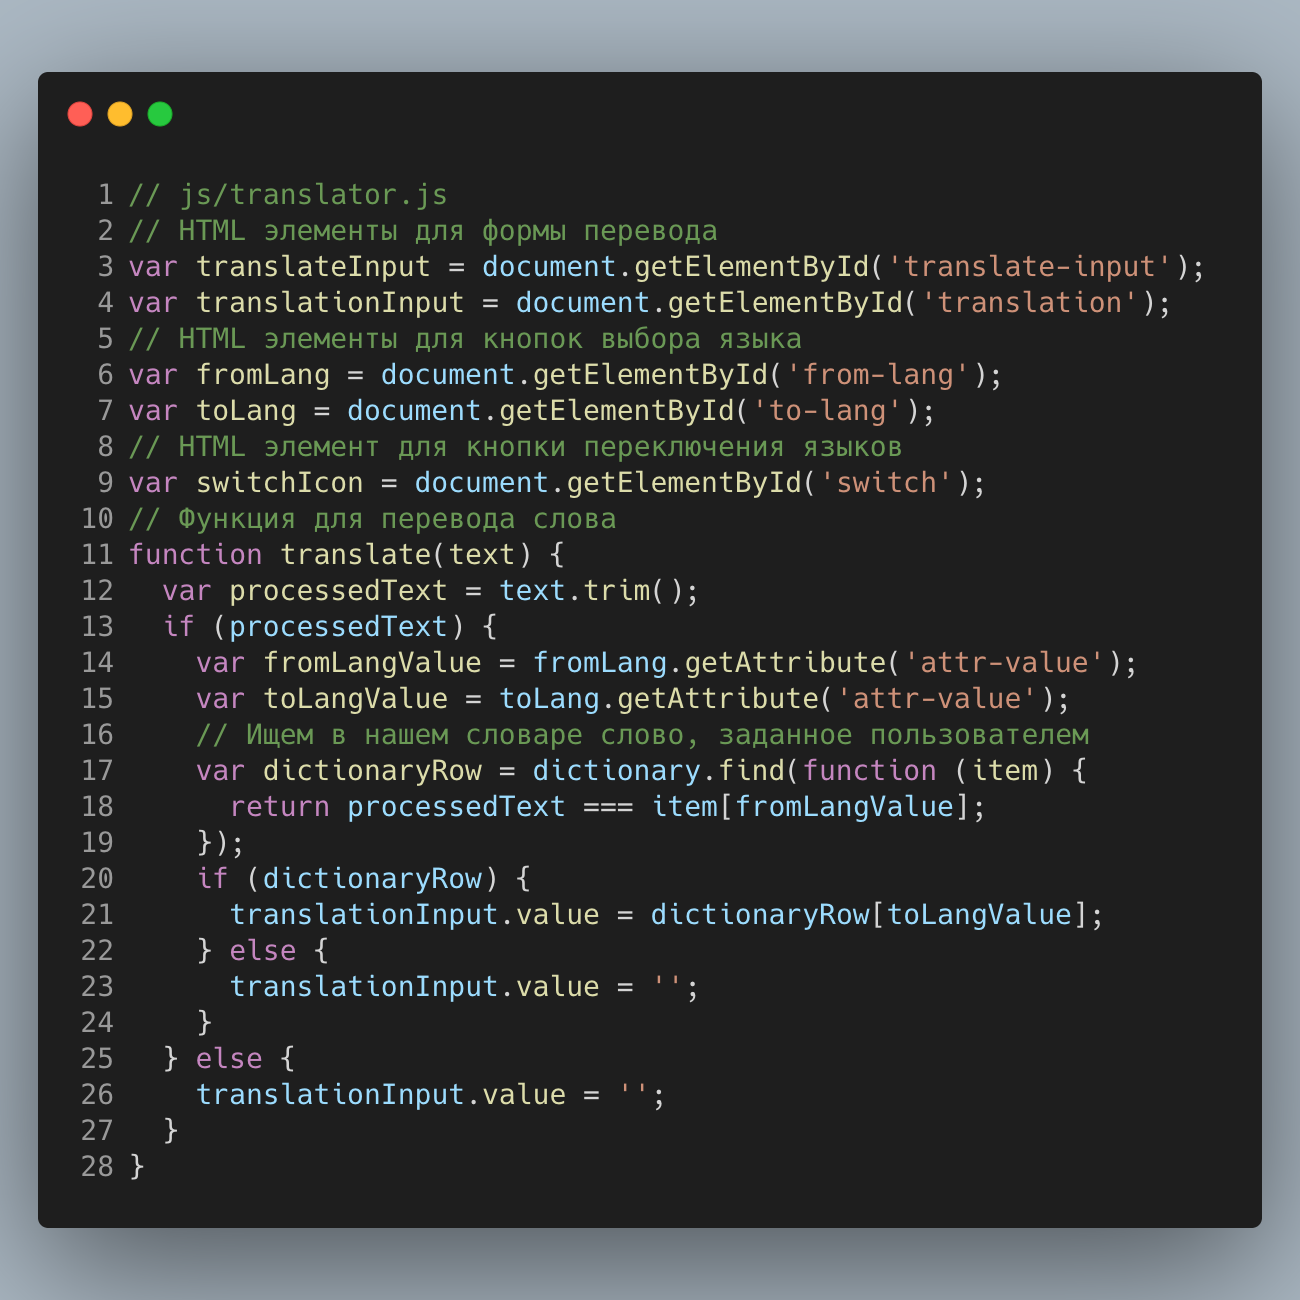 1 // js/translator.js
2 // HTML элементы для формы перевода
3 var translateInput = document.getElementById('translate-input');
4 var translationInput = document.getElementById('translation');
5 // HTML элементы для кнопок выбора языка
6 var fromLang = document.getElementById('from-lang');
7 var toLang = document.getElementById('to-lang');
8 // HTML элемент для кнопки переключения языков
9 var switchIcon = document.getElementById('switch');
10 // Функция для перевода слова
11 function translate(text) {
12   var processedText = text.trim();
13   if (processedText) {
14     var fromLangValue = fromLang.getAttribute('attr-value');
15     var toLangValue = toLang.getAttribute('attr-value');
16     // Ищем в нашем словаре слово, заданное пользователем
17     var dictionaryRow = dictionary.find(function (item) {
18       return processedText === item[fromLangValue];
19     });
20     if (dictionaryRow) {
21       translationInput.value = dictionaryRow[toLangValue];
22     } else {
23       translationInput.value = '';
24     }
25   } else {
26     translationInput.value = '';
27   }
28 }